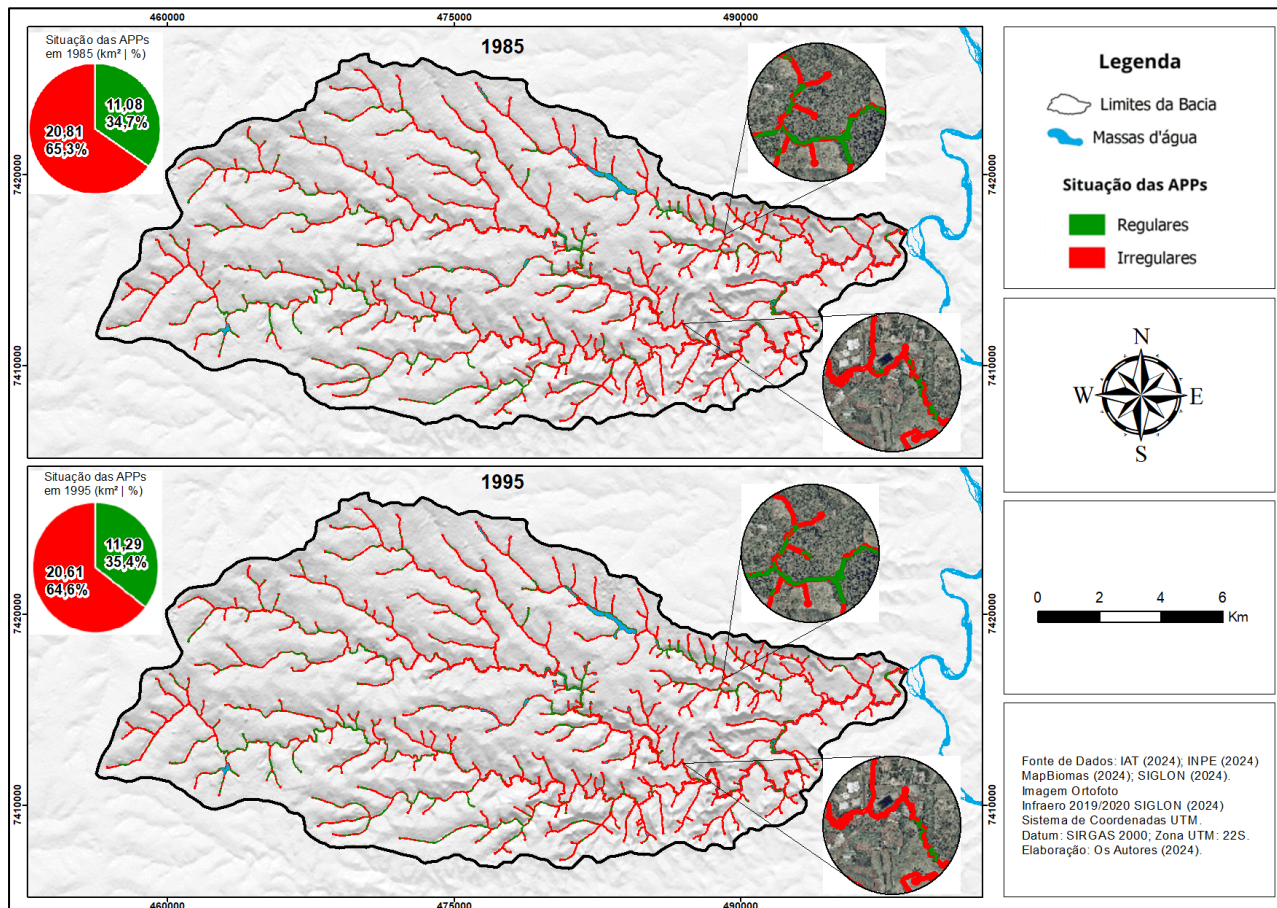 460000
475000
490000
Situação das APPs
em 1985 (km² | %)
1985
11,08
34,7%
20,81
65,3%
7420000
7420000
7410000
7410000
Situação das APPs
em 1995 (km² | %)
1995
11,29
35,4%
20,61
64,6%
7420000
7420000
7410000
7410000
460000
475000
490000
Legenda
Limites da Bacia
Massas d'água
Situação das APPs
Regulares
Irregulares
N
W
E
S
0
2
4
6
Km
Fonte de Dados: IAT (2024); INPE (2024)
MapBiomas (2024); SIGLON (2024).
Imagem Ortofoto
Infraero 2019/2020 SIGLON (2024)
Sistema de Coordenadas UTM.
Datum: SIRGAS 2000; Zona UTM: 22S.
Elaboração: Os Autores (2024).